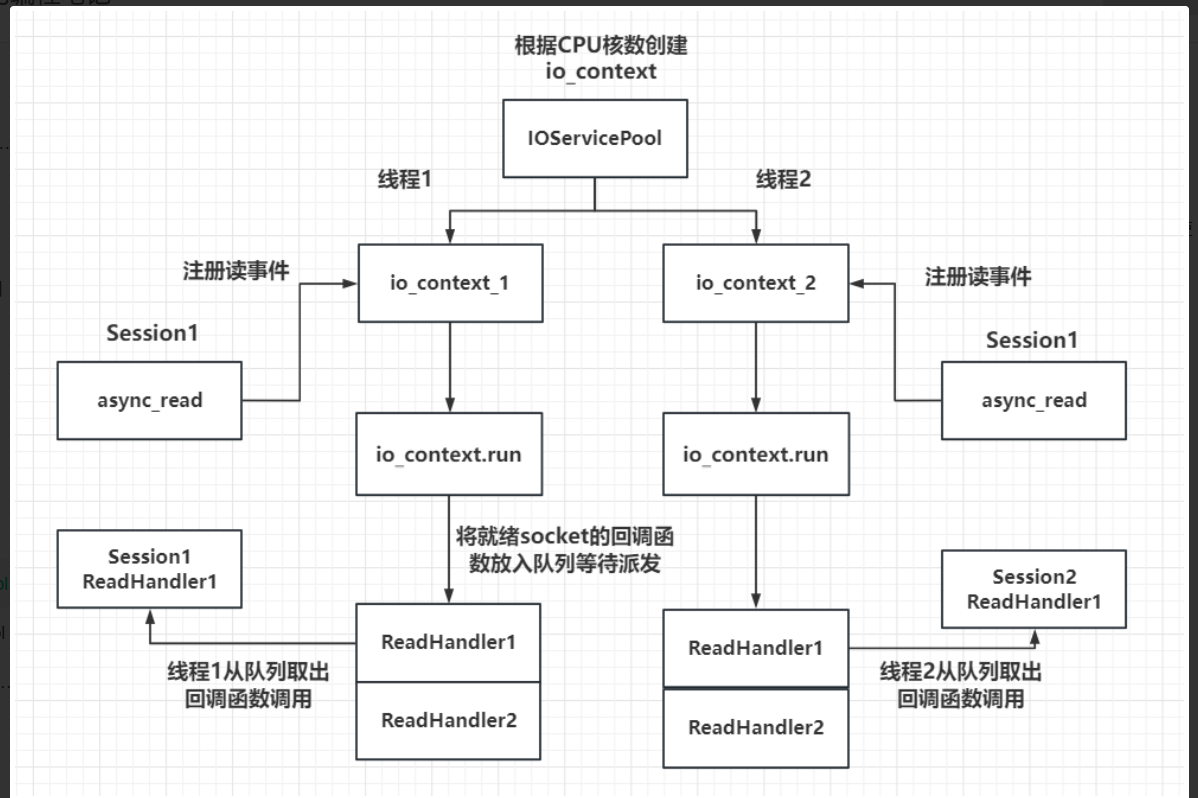 根据CPU核数创建
io_context
IOServicePool
线程1
线程2
注册读事件
io_context_1
io_context_2
注册读事件
Session1
Session1
async_read
async_read
io_context.run
io_context.run
将就绪socket的回调函
数放入队列等待派发
Session1
ReadHandler1
Session2
ReadHandler1
ReadHandler1
ReadHandler1
线程1从队列取出
回调函数调用
线程2从队列取出
回调函数调用
ReadHandler2
ReadHandler2